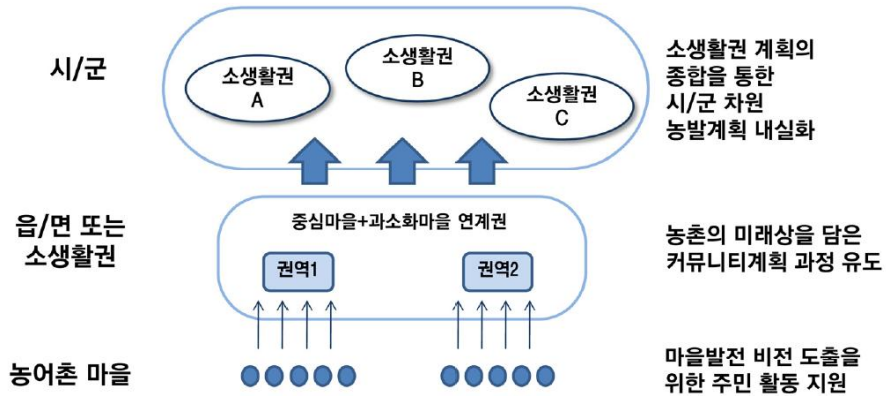 시/군
소생활권
A
소생활권
B
소생활권
C
소생활권 계획의
종합을 통한
시/군 차원
농발계획 내실화
읍/면 또는
소생활권
중심마을+과소화마을 연계권
권역1
권역2
농촌의 미래상을 담은
커뮤니티계획 과정 유도
농어촌 마을
마을발전 비전 도출을
위한 주민 활동 지원